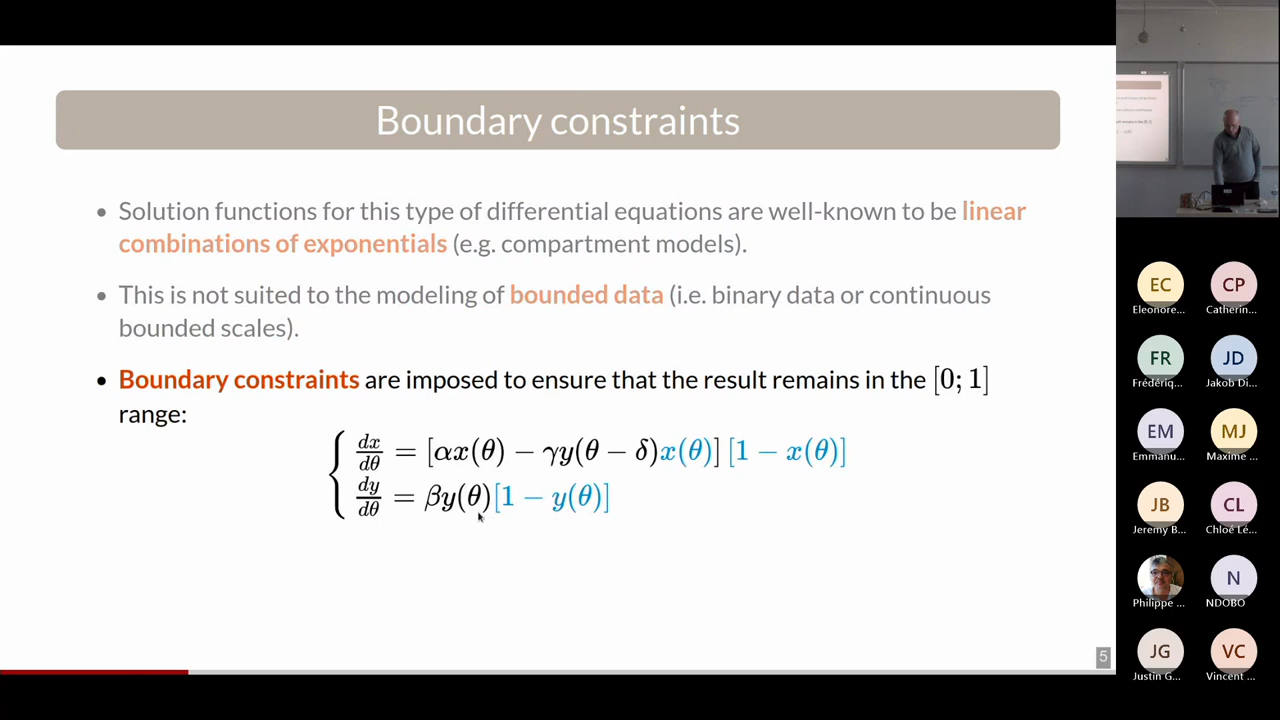 Boundary constraints
• Solution functions for this type of differential equations are well-known to be linear
combinations of exponentials (e.g. compartment models).
• This is not suited to the modeling of bounded data (i.e. binary data or continuous
bounded scales).
• Boundary constraints are imposed to ensure that the result remains in the [0; 1]
range:
dx/dθ = [αx(θ) − γy(θ − δ)x(θ)] [1 − x(θ)]
dy/dθ = βy(θ)[1 − y(θ)]
5
EC
Eleonore...
CP
Catherin...
FR
Frédériq...
JD
Jakob Di...
EM
Emmanu...
MJ
Maxime ...
JB
Jeremy B...
CL
Chloé Lé...
Philippe ...
N
NDOBO
JG
Justin G...
VC
Vincent ...